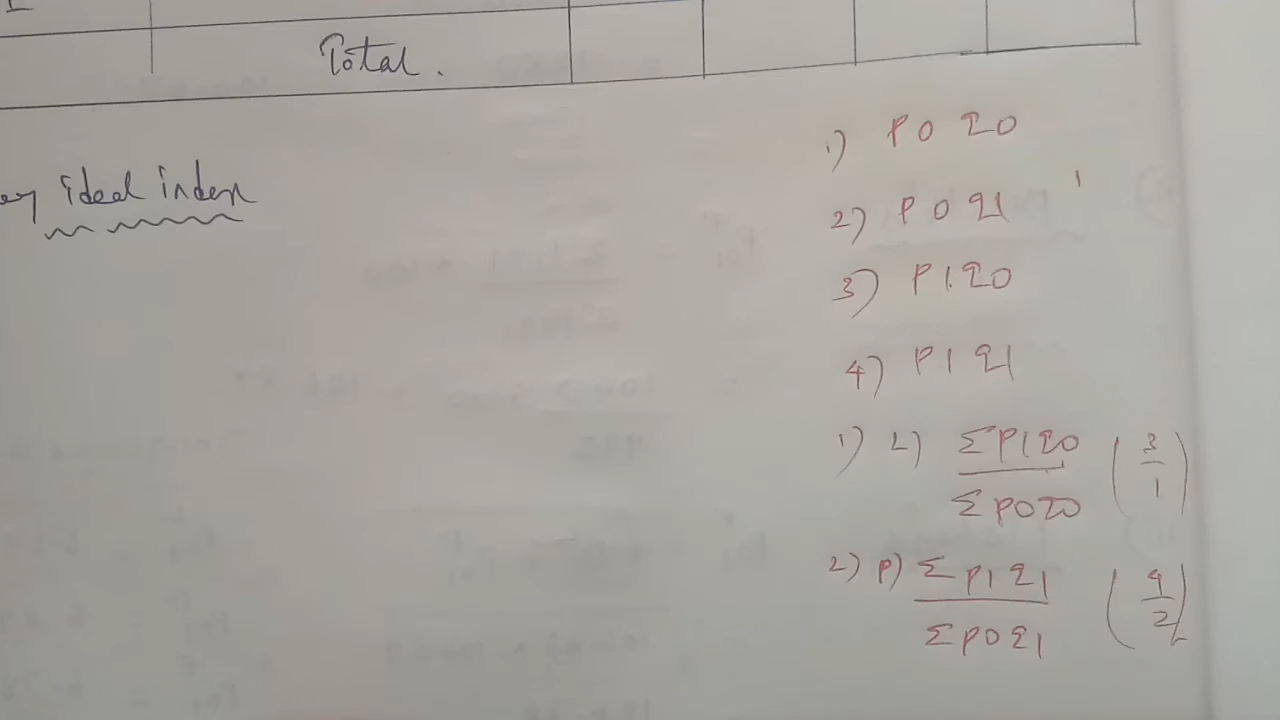 Total.
ideal index
1) P0 q0
2) P0 q1
3) P1 q0
4) P1 q1
1) L) ΣP1q0 / ΣP0q0 (3/1)
2) P) ΣP1q1 / ΣP0q1 (4/2)